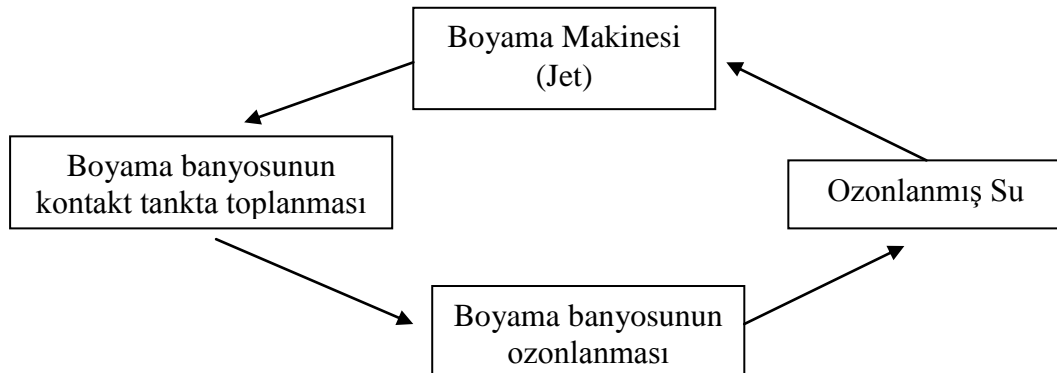 Boyama Makinesi
(Jet)
Boyama banyosunun
kontakt tankta toplanması
Ozonlanmış Su
Boyama banyosunun
ozonlanması